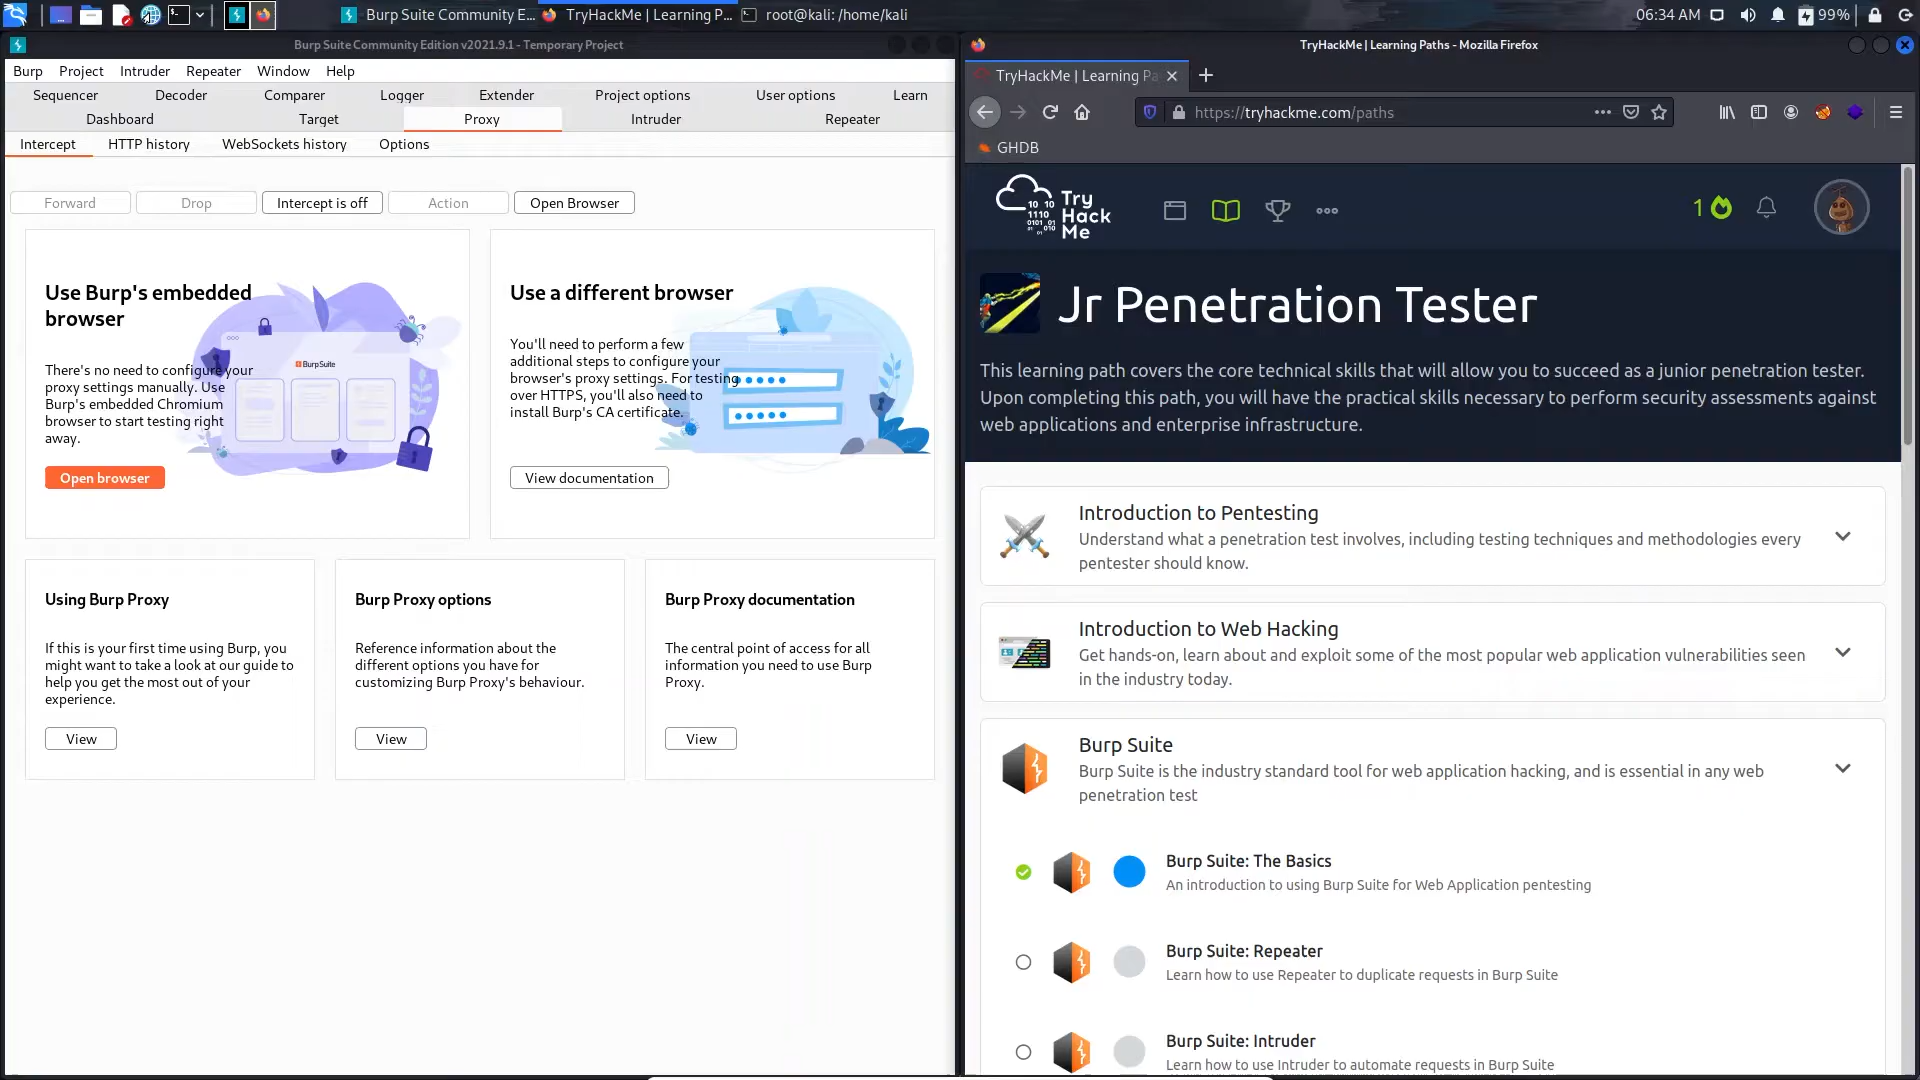 Burp Suite Community E...
TryHackMe | Learning P...
root@kali: /home/kali
06:34 AM
99%
Burp Suite Community Edition v2021.9.1 - Temporary Project
Burp Project Intruder Repeater Window Help
Sequencer Decoder Comparer Logger Extender Project options User options Learn
Dashboard Target Proxy Intruder Repeater
Intercept HTTP history WebSockets history Options
Forward Drop Intercept is off Action Open Browser
Use Burp's embedded
browser
There's no need to configure your
proxy settings manually. Use
Burp's embedded Chromium
browser to start testing right
away.
Open browser
BurpSuite
Use a different browser
You'll need to perform a few
additional steps to configure your
browser's proxy settings. For testing
over HTTPS, you'll also need to
install Burp's CA certificate.
View documentation
Using Burp Proxy
If this is your first time using Burp, you
might want to take a look at our guide to
help you get the most out of your
experience.
View
Burp Proxy options
Reference information about the
different options you have for
customizing Burp Proxy's behaviour.
View
Burp Proxy documentation
The central point of access for all
information you need to use Burp
Proxy.
View
TryHackMe | Learning Paths - Mozilla Firefox
TryHackMe | Learning Pa
https://tryhackme.com/paths
GHDB
Try
Hack
Me
10 10
1110
0101 01
1
Jr Penetration Tester
This learning path covers the core technical skills that will allow you to succeed as a junior penetration tester.
Upon completing this path, you will have the practical skills necessary to perform security assessments against
web applications and enterprise infrastructure.
Introduction to Pentesting
Understand what a penetration test involves, including testing techniques and methodologies every
pentester should know.
Introduction to Web Hacking
Get hands-on, learn about and exploit some of the most popular web application vulnerabilities seen
in the industry today.
Burp Suite
Burp Suite is the industry standard tool for web application hacking, and is essential in any web
penetration test
Burp Suite: The Basics
An introduction to using Burp Suite for Web Application pentesting
Burp Suite: Repeater
Learn how to use Repeater to duplicate requests in Burp Suite
Burp Suite: Intruder
Learn how to use Intruder to automate requests in Burp Suite